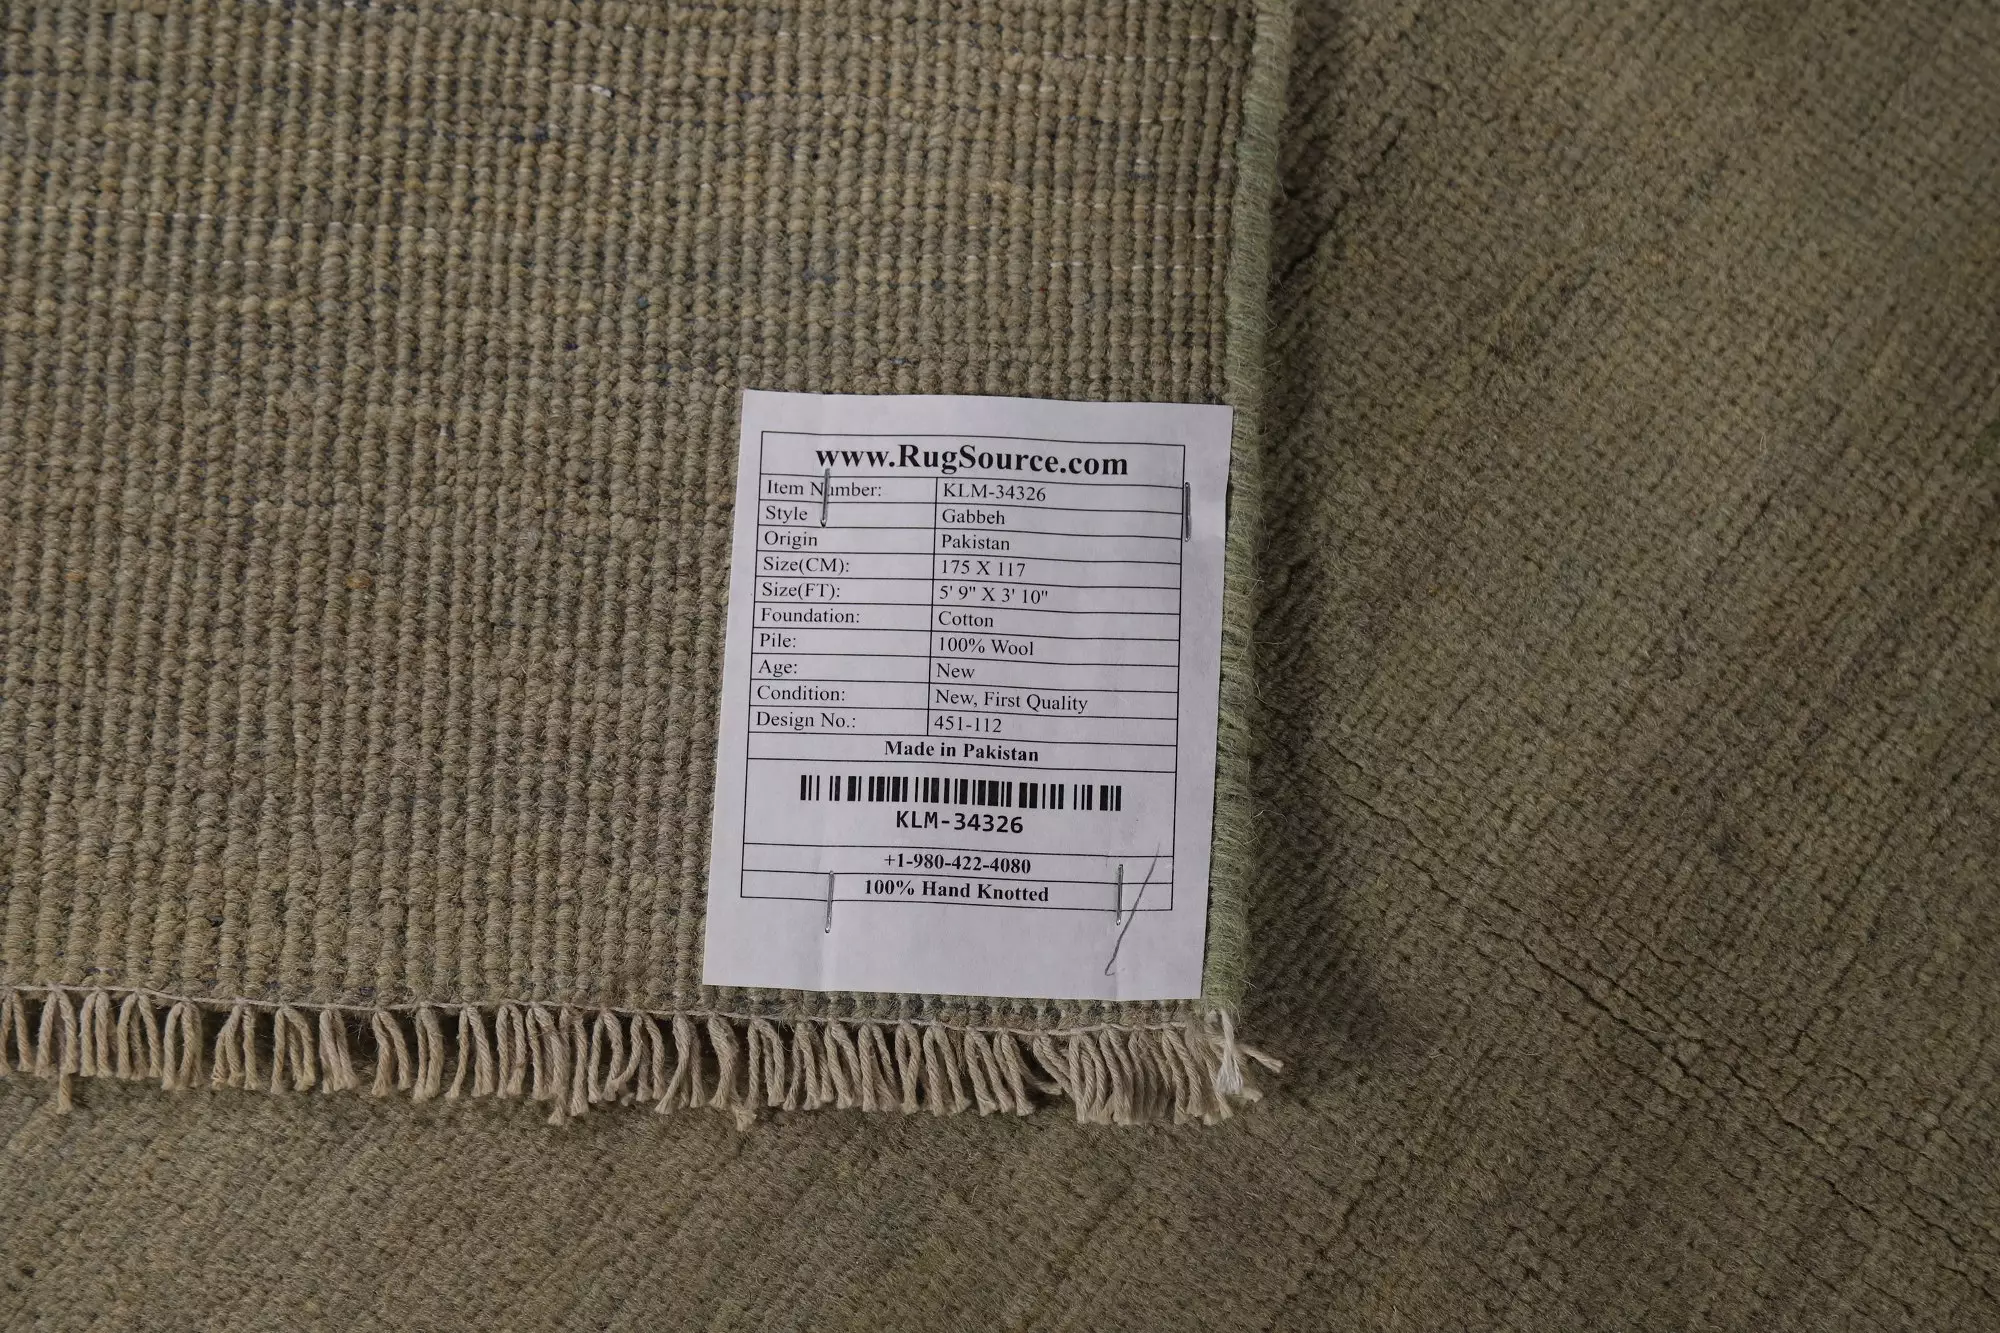 www.RugSource.com
Item Number: KLM-34326
Style Gabbeh
Origin Pakistan
Size(CM): 175 X 117
Size(FT): 5' 9" X 3' 10"
Foundation: Cotton
Pile: 100% Wool
Age: New
Condition: New, First Quality
Design No.: 451-112
Made in Pakistan
KLM-34326
+1-980-422-4080
100% Hand Knotted